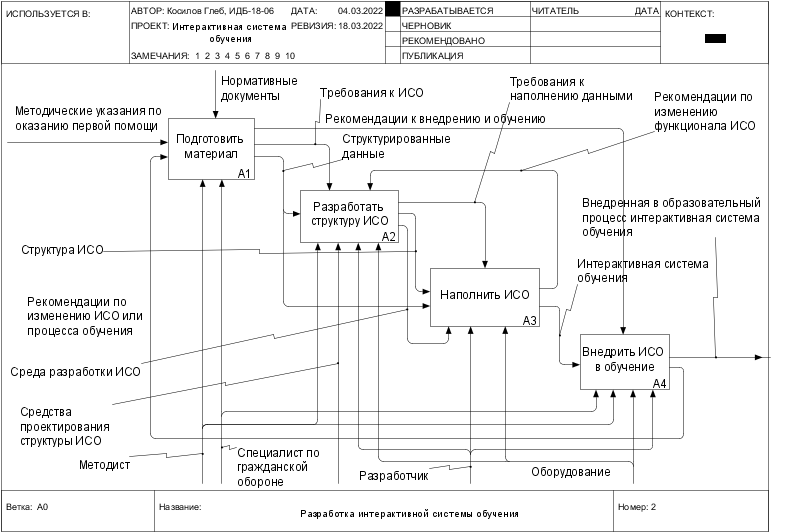 ИСПОЛЬЗУЕТСЯ В:
АВТОР: Косилов Глеб, ИДБ-18-06
ДАТА: 04.03.2022
ПРОЕКТ: Интерактивная система
обучения
РЕВИЗИЯ: 18.03.2022
ЗАМЕЧАНИЯ: 1 2 3 4 5 6 7 8 9 10
РАЗРАБАТЫВАЕТСЯ
ЧЕРНОВИК
РЕКОМЕНДОВАНО
ПУБЛИКАЦИЯ
ЧИТАТЕЛЬ
ДАТА
КОНТЕКСТ:
Нормативные
документы
Требования к ИСО
Требования к
наполнению данными
Рекомендации по
изменению
функционала ИСО
Методические указания по
оказанию первой помощи
Рекомендации к внедрению и обучению
Подготовить
материал
A1
Структурированные
данные
Разработать
структуру ИСО
A2
Внедренная в образовательный
процесс интерактивная система
обучения
Структура ИСО
Интерактивная система
обучения
Наполнить ИСО
A3
Рекомендации по
изменению ИСО или
процесса обучения
Внедрить ИСО
в обучение
A4
Среда разработки ИСО
Средства
проектирования
структуры ИСО
Методист
Специалист по
гражданской
обороне
Разработчик
Оборудование
Ветка: A0
Название:
Разработка интерактивной системы обучения
Номер: 2